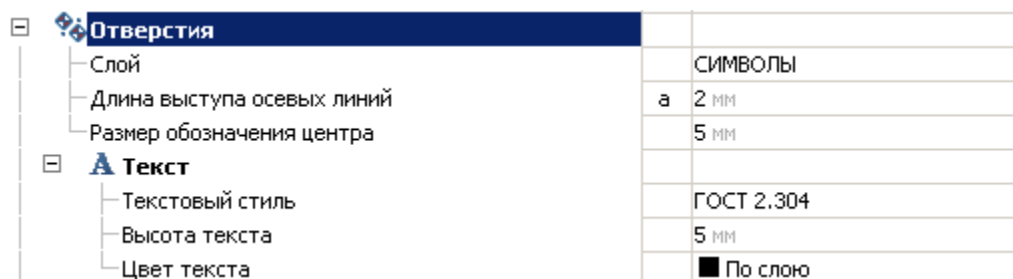 Отверстия
Слой СИМВОЛЫ
Длина выступа осевых линий a 2 мм
Размер обозначения центра 5 мм
A Текст
Текстовый стиль ГОСТ 2.304
Высота текста 5 мм
Цвет текста По слою